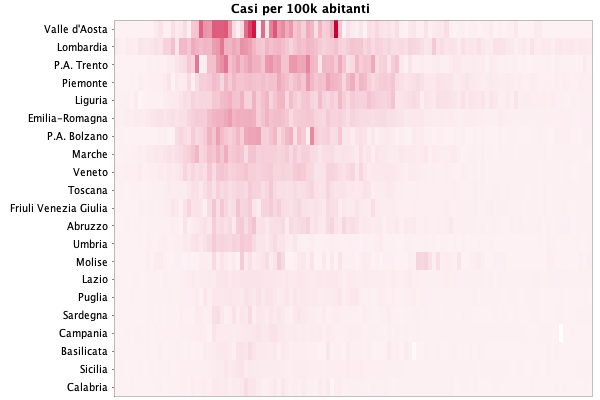 Casi per 100k abitanti
Valle d'Aosta
Lombardia
P.A. Trento
Piemonte
Liguria
Emilia-Romagna
P.A. Bolzano
Marche
Veneto
Toscana
Friuli Venezia Giulia
Abruzzo
Umbria
Molise
Lazio
Puglia
Sardegna
Campania
Basilicata
Sicilia
Calabria